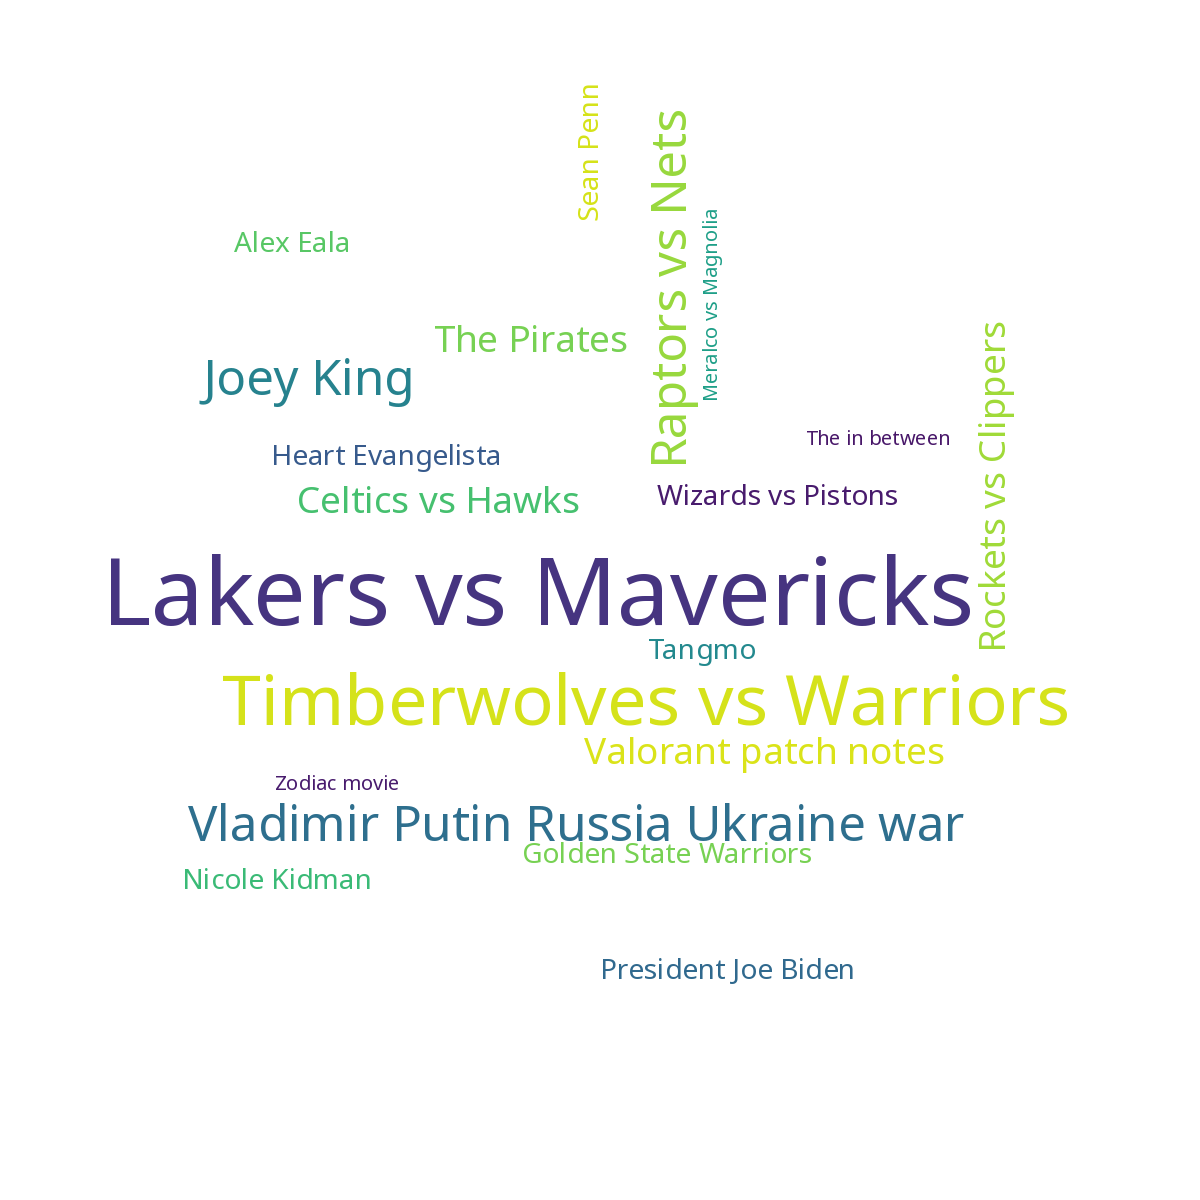 Sean Penn
Raptors vs Nets
Meralco vs Magnolia
Alex Eala
The Pirates
Joey King
Rockets vs Clippers
The in between
Heart Evangelista
Celtics vs Hawks
Wizards vs Pistons
Lakers vs Mavericks
Tangmo
Timberwolves vs Warriors
Valorant patch notes
Zodiac movie
Vladimir Putin Russia Ukraine war
Golden State Warriors
Nicole Kidman
President Joe Biden